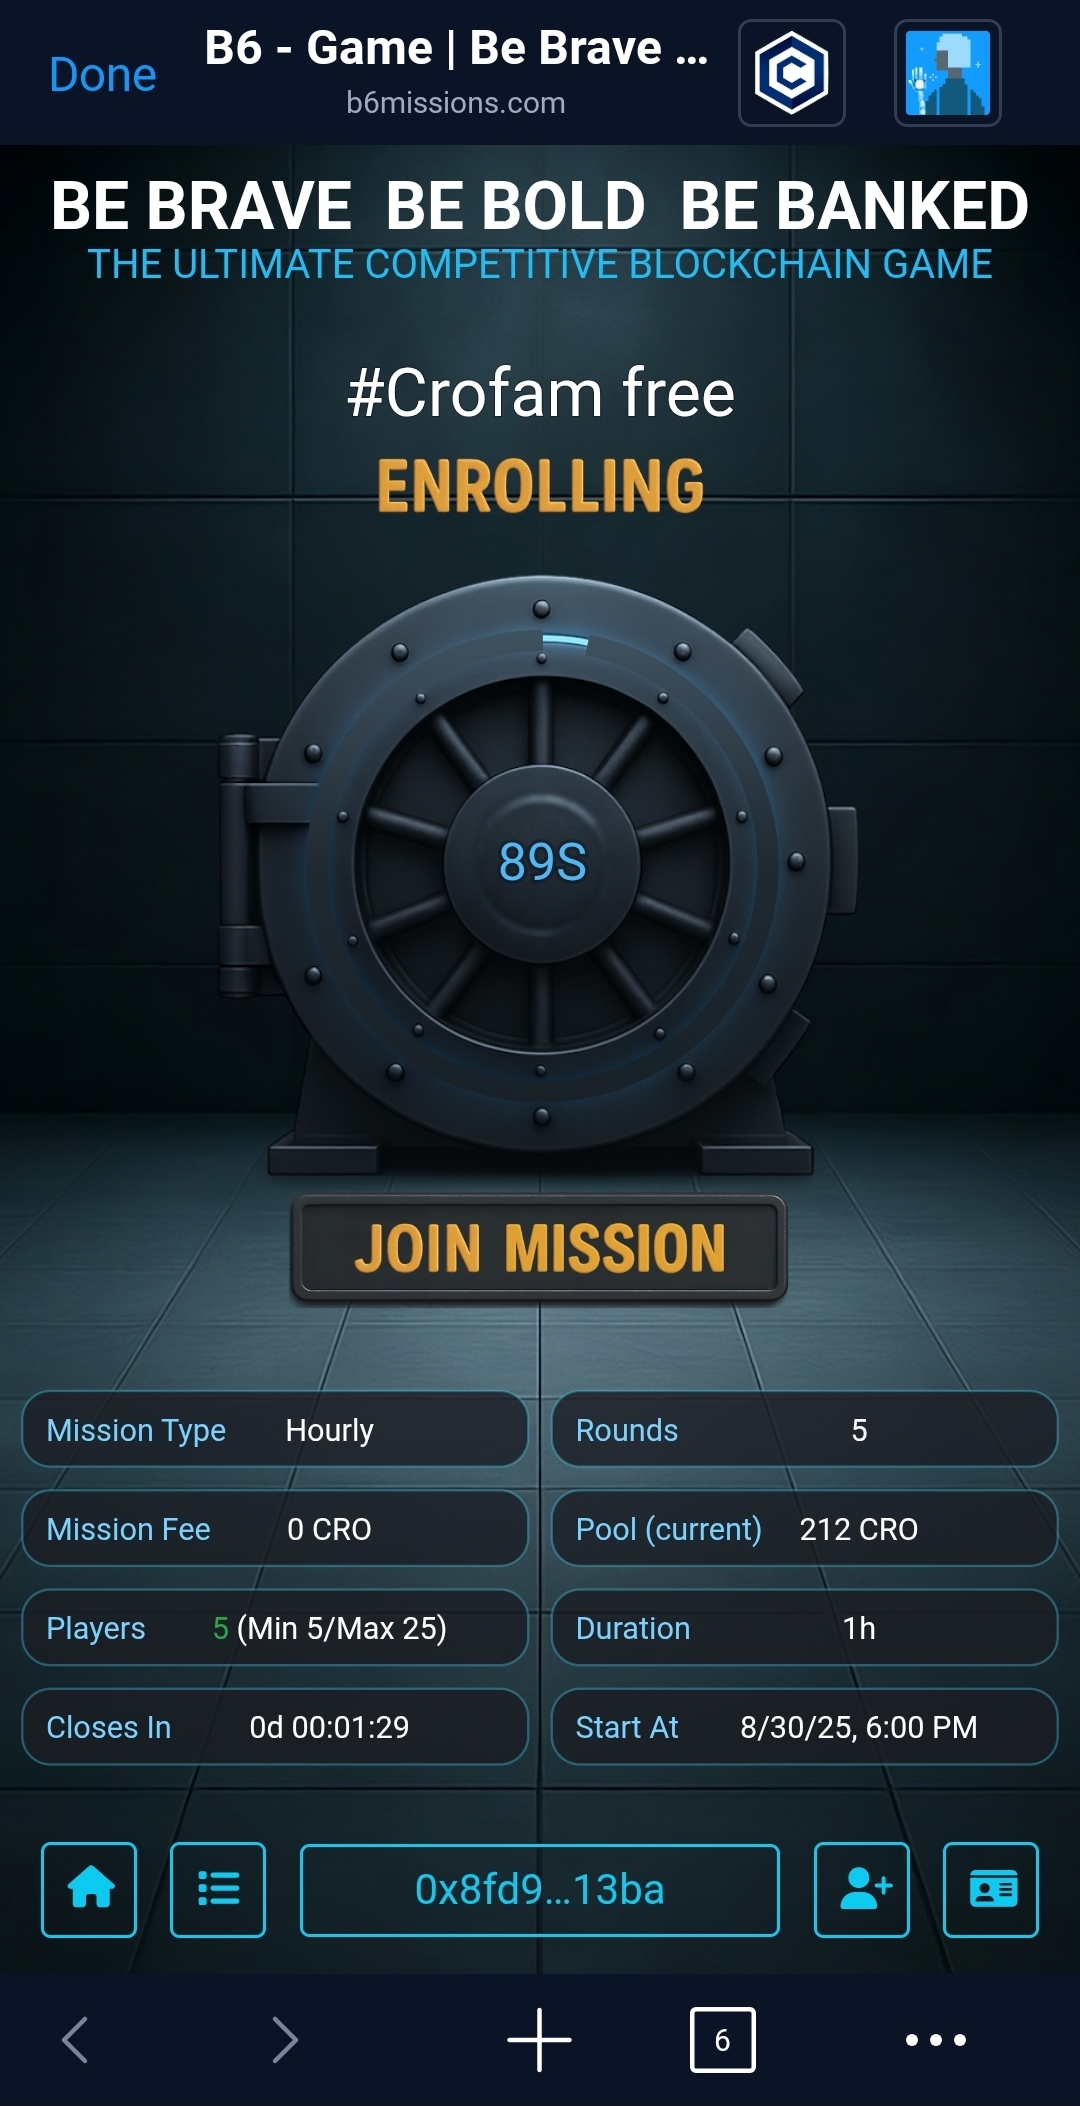 Done
B6 - Game | Be Brave ...
b6missions.com
BE BRAVE BE BOLD BE BANKED
THE ULTIMATE COMPETITIVE BLOCKCHAIN GAME
#Crofam free
ENROLLING
89S
JOIN MISSION
Mission Type Hourly
Rounds 5
Mission Fee 0 CRO
Pool (current) 212 CRO
Players 5 (Min 5/Max 25)
Duration 1h
Closes In 0d 00:01:29
Start At 8/30/25, 6:00 PM
0x8fd9...13ba
6